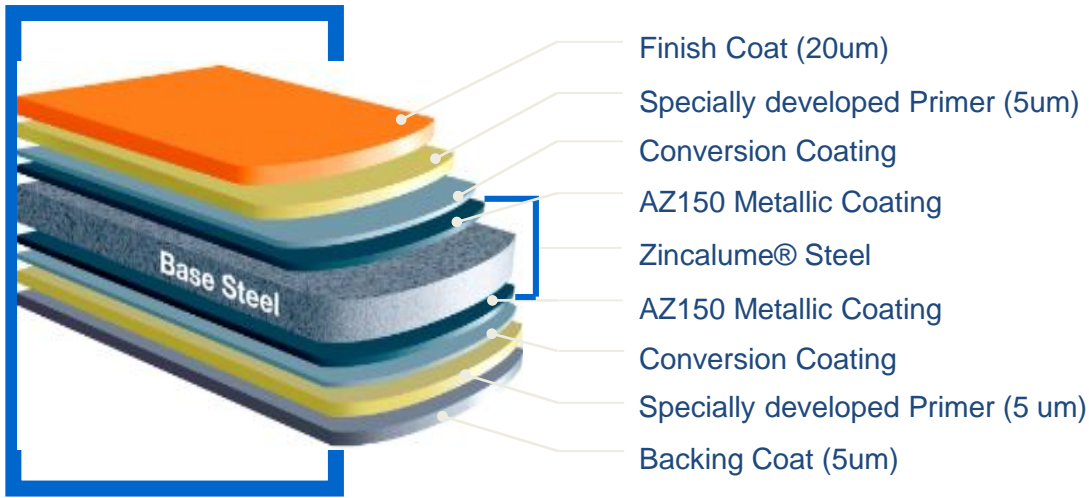 Finish Coat (20um)
Specially developed Primer (5um)
Conversion Coating
AZ150 Metallic Coating
Zincalume® Steel
Base Steel
AZ150 Metallic Coating
Conversion Coating
Specially developed Primer (5 um)
Backing Coat (5um)